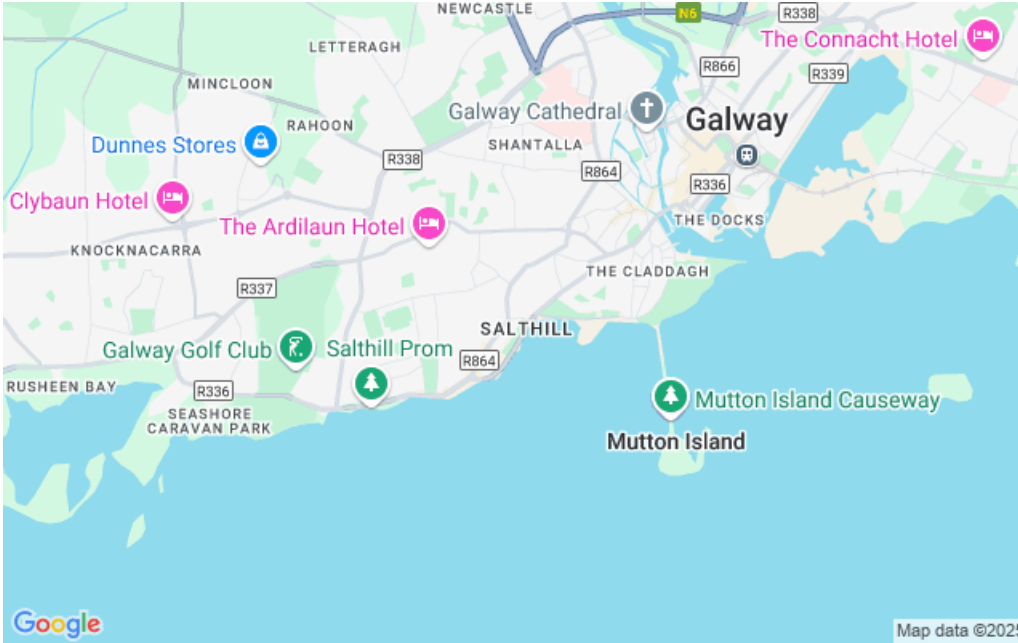 NEWCASTLE
N6
R338
The Connacht Hotel
LETTERAGH
R866
R339
MINCLOON
Galway Cathedral
Galway
RAHOON
Dunnes Stores
SHANTALLA
R338
R864
R336
Clybaun Hotel
The Ardilaun Hotel
THE DOCKS
KNOCKNACARRA
THE CLADDAGH
R337
SALTHILL
Galway Golf Club
Salthill Prom
R864
RUSHEEN BAY
R336
Mutton Island Causeway
SEASHORE
CARAVAN PARK
Mutton Island
Google
Map data ©2025